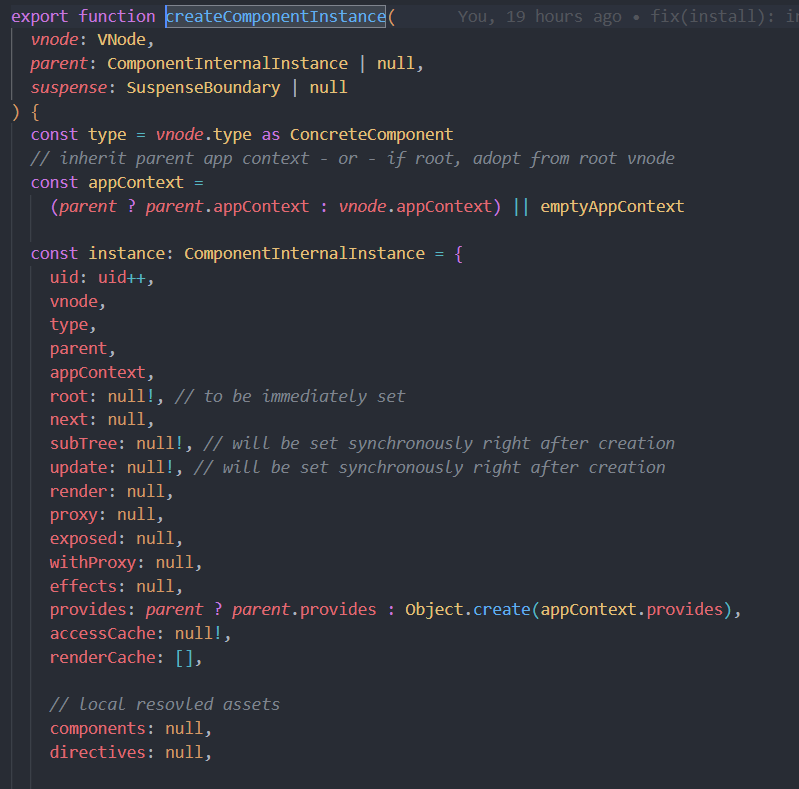 export function createComponentInstance( You, 19 hours ago • fix(install): i
vnode: VNode,
parent: ComponentInternalInstance | null,
suspense: SuspenseBoundary | null
) {
const type = vnode.type as ConcreteComponent
// inherit parent app context - or - if root, adopt from root vnode
const appContext =
(parent ? parent.appContext : vnode.appContext) || emptyAppContext
const instance: ComponentInternalInstance = {
uid: uid++,
vnode,
type,
parent,
appContext,
root: null!, // to be immediately set
next: null,
subTree: null!, // will be set synchronously right after creation
update: null!, // will be set synchronously right after creation
render: null,
proxy: null,
exposed: null,
withProxy: null,
effects: null,
provides: parent ? parent.provides : Object.create(appContext.provides),
accessCache: null!,
renderCache: [],
// local resovled assets
components: null,
directives: null,